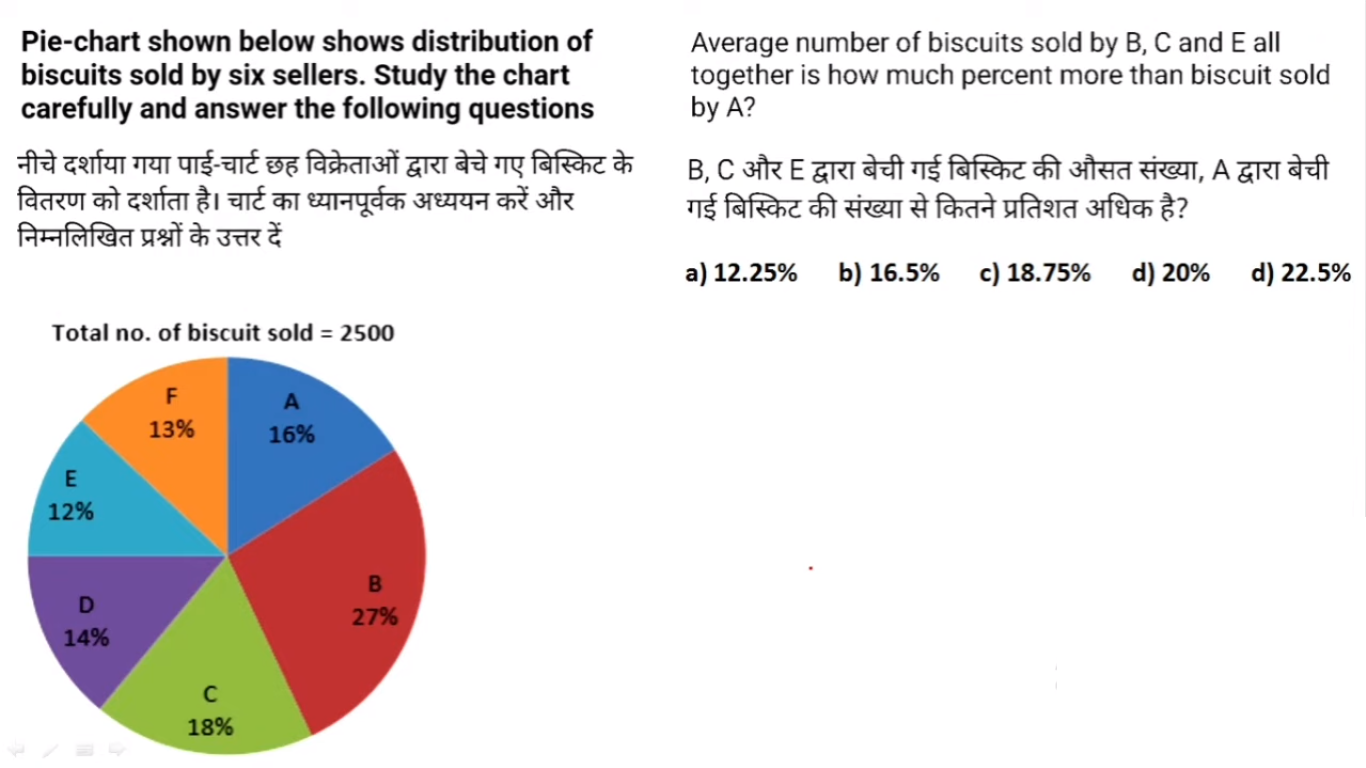 Pie-chart shown below shows distribution of
biscuits sold by six sellers. Study the chart
carefully and answer the following questions
नीचे दर्शाया गया पाई-चार्ट छह विक्रेताओं द्वारा बेचे गए बिस्किट के
वितरण को दर्शाता है। चार्ट का ध्यानपूर्वक अध्ययन करें और
निम्नलिखित प्रश्नों के उत्तर दें
Total no. of biscuit sold = 2500
F
13%
A
16%
E
12%
B
27%
D
14%
C
18%
Average number of biscuits sold by B, C and E all
together is how much percent more than biscuit sold
by A?
B, C और E द्वारा बेची गई बिस्किट की औसत संख्या, A द्वारा बेची
गई बिस्किट की संख्या से कितने प्रतिशत अधिक है?
a) 12.25% b) 16.5% c) 18.75% d) 20% d) 22.5%